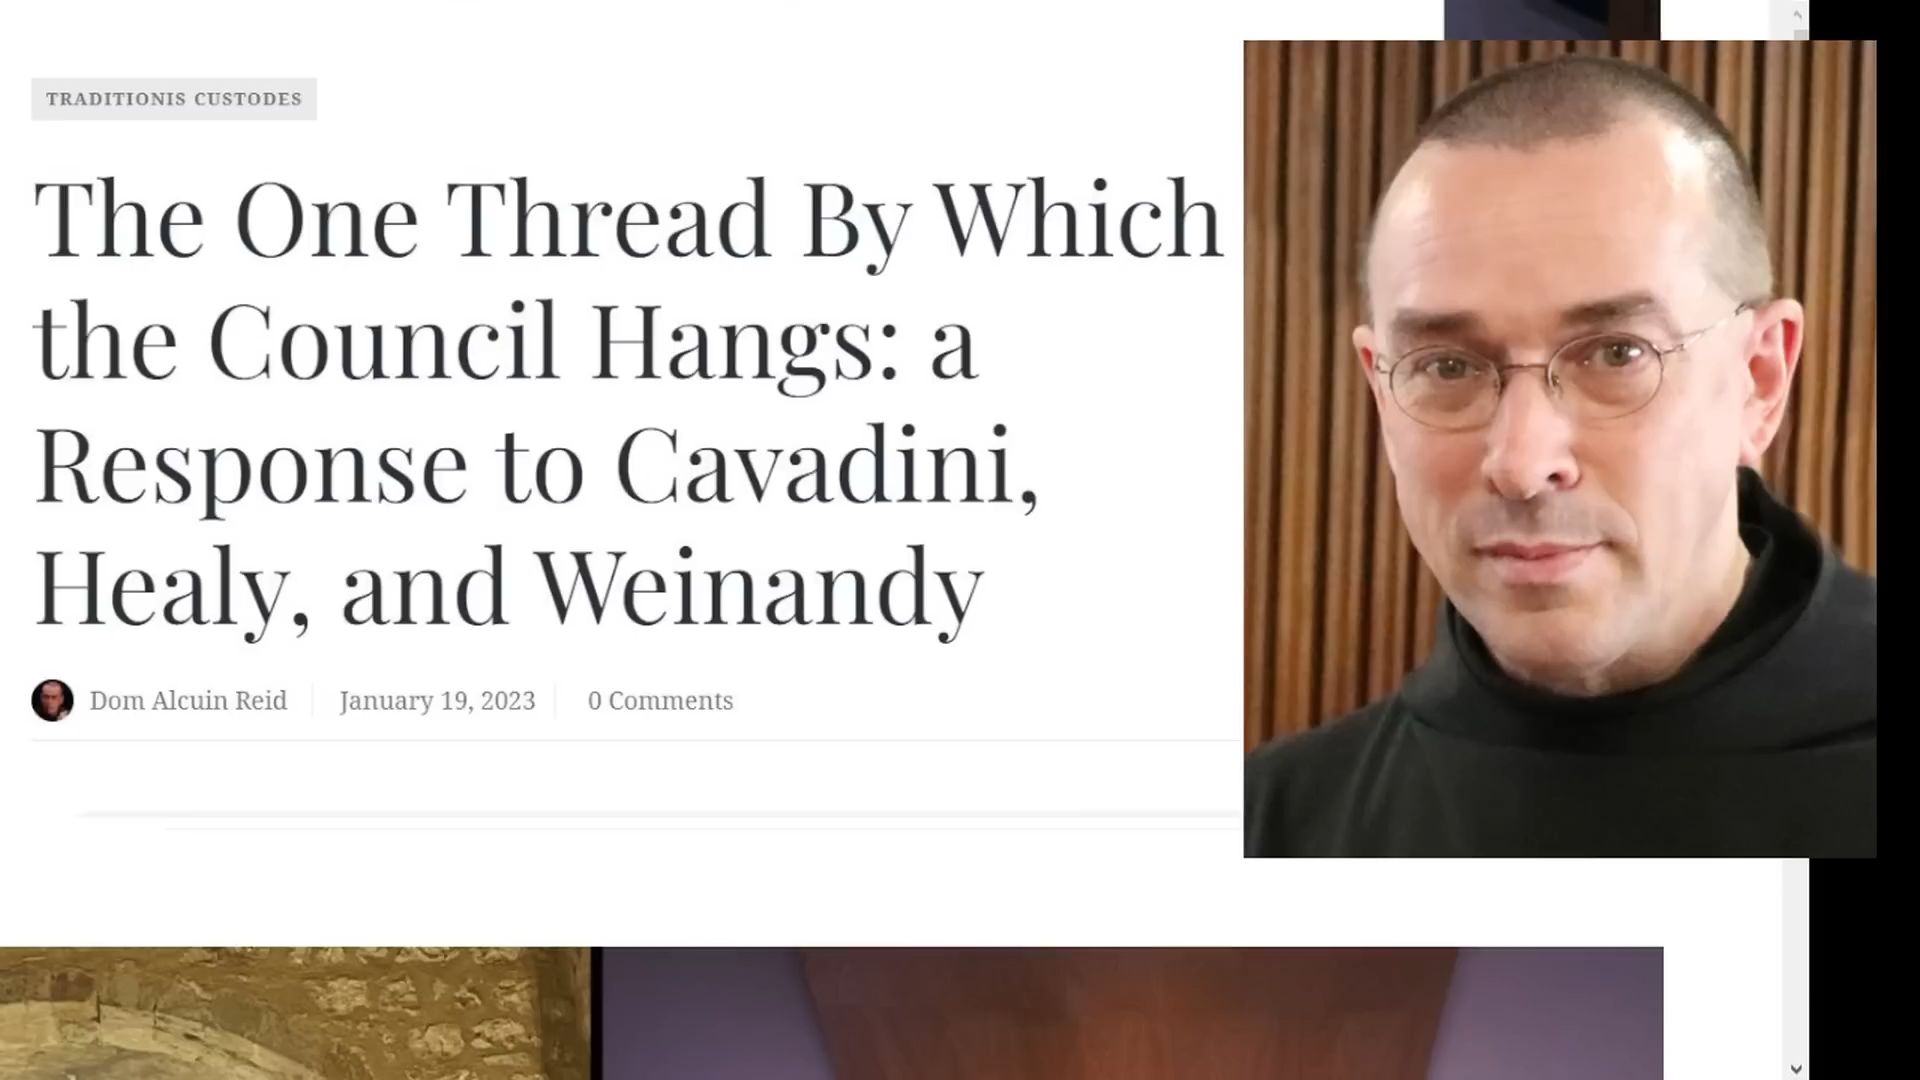 TRADITIONIS CUSTODES
The One Thread By Which
the Council Hangs: a
Response to Cavadini,
Healy, and Weinandy
Dom Alcuin Reid
January 19, 2023
0 Comments